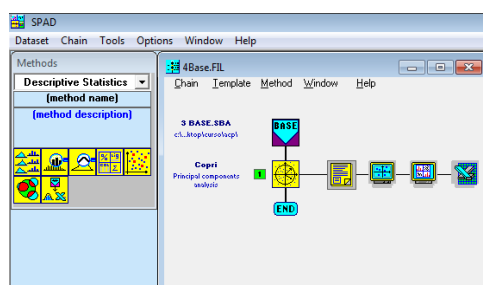 SPAD
Dataset Chain Tools Options Window Help
Methods
Descriptive Statistics
(method name)
(method description)
4Base.FIL
Chain Template Method Window Help
3 BASE.SBA
c:\...ktop\curso\acp\
BASE
Copri
Principal components
analysis
1
END